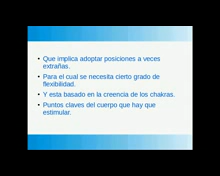 • Que implica adoptar posiciones a veces
extrañas.
• Para el cual se necesita cierto grado de
flexibilidad.
• Y esta basado en la creencia de los chakras.
• Puntos claves del cuerpo que hay que
estimular.